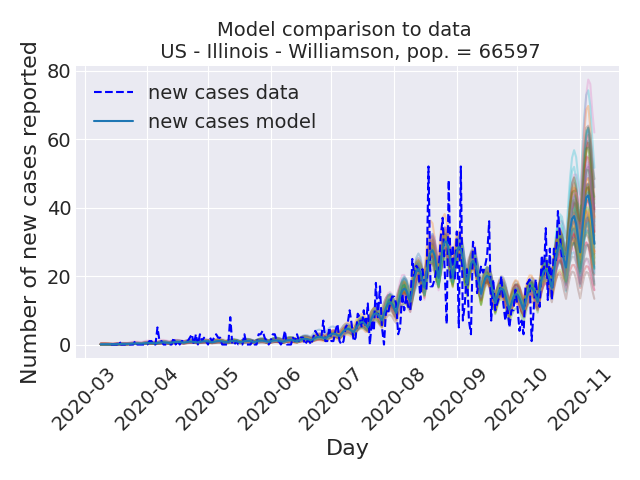 Model comparison to data
US - Illinois - Williamson, pop. = 66597
Number of new cases reported
80
60
40
20
0
new cases data
new cases model
2020-03
2020-04
2020-05
2020-06
2020-07
2020-08
2020-09
2020-10
2020-11
Day